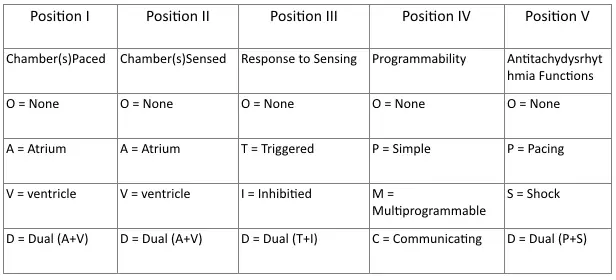 Position I Position II Position III Position IV Position V
Chamber(s)Paced Chamber(s)Sensed Response to Sensing Programmability Antitachydysrhyt
hmia Functions
O = None O = None O = None O = None O = None
A = Atrium A = Atrium T = Triggered P = Simple P = Pacing
V = ventricle V = ventricle I = Inhibitied M =
Multiprogrammable S = Shock
D = Dual (A+V) D = Dual (A+V) D = Dual (T+I) C = Communicating D = Dual (P+S)